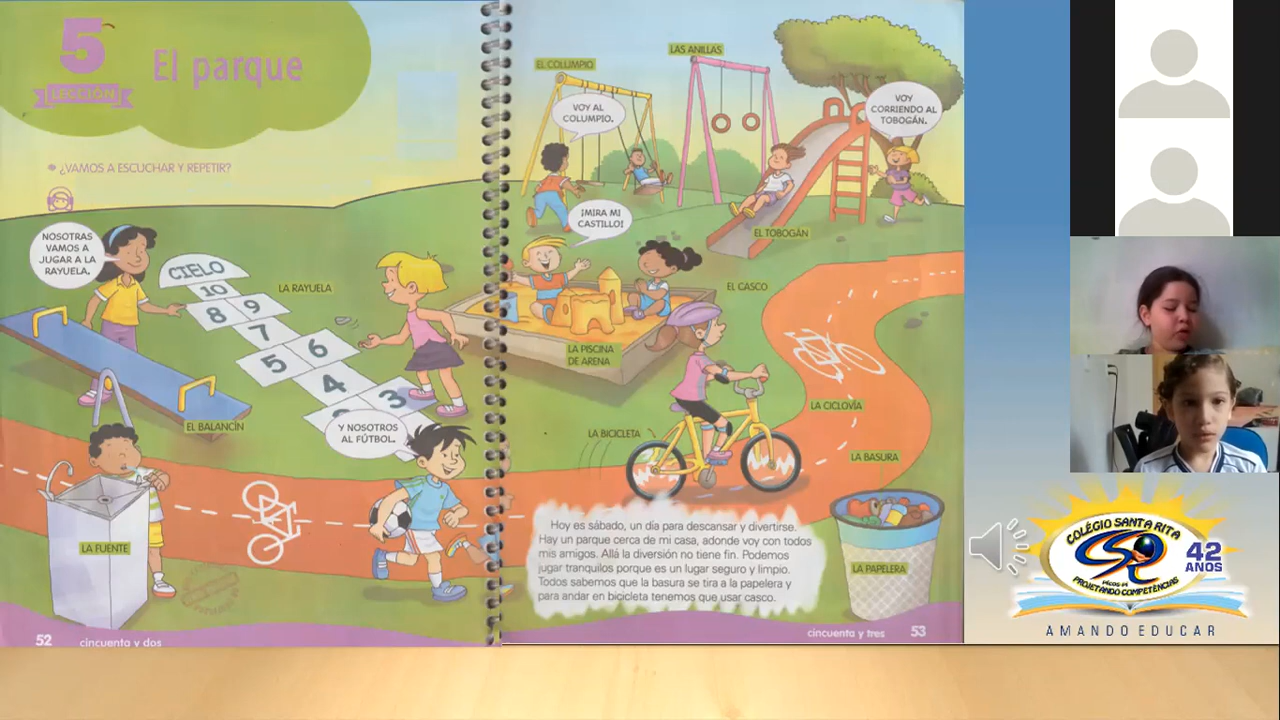 5
LECCIÓN
El parque
¿VAMOS A ESCUCHAR Y REPETIR?
NOSOTRAS
VAMOS A
JUGAR A LA
RAYUELA.
CIELO
10
9
8
7
6
5
4
3
LA RAYUELA
EL BALANCÍN
Y NOSOTROS
AL FÚTBOL.
LA FUENTE
52
cincuenta y dos
EL COLUMPIO
LAS ANILLAS
VOY AL
COLUMPIO.
VOY
CORRIENDO AL
TOBOGÁN.
¡MIRA MI
CASTILLO!
EL TOBOGÁN
EL CASCO
LA PISCINA
DE ARENA
LA CICLOVÍA
LA BICICLETA
LA BASURA
Hoy es sábado, un día para descansar y divertirse.
Hay un parque cerca de mi casa, adonde voy con todos
mis amigos. Allá la diversión no tiene fin. Podemos
jugar tranquilos porque es un lugar seguro y limpio.
Todos sabemos que la basura se tira a la papelera y
para andar en bicicleta tenemos que usar casco.
LA PAPELERA
cincuenta y tres
53
COLÉGIO SANTA RITA
42
ANOS
PICOS-PI
PROJETANDO COMPETÊNCIAS
AMANDO EDUCAR